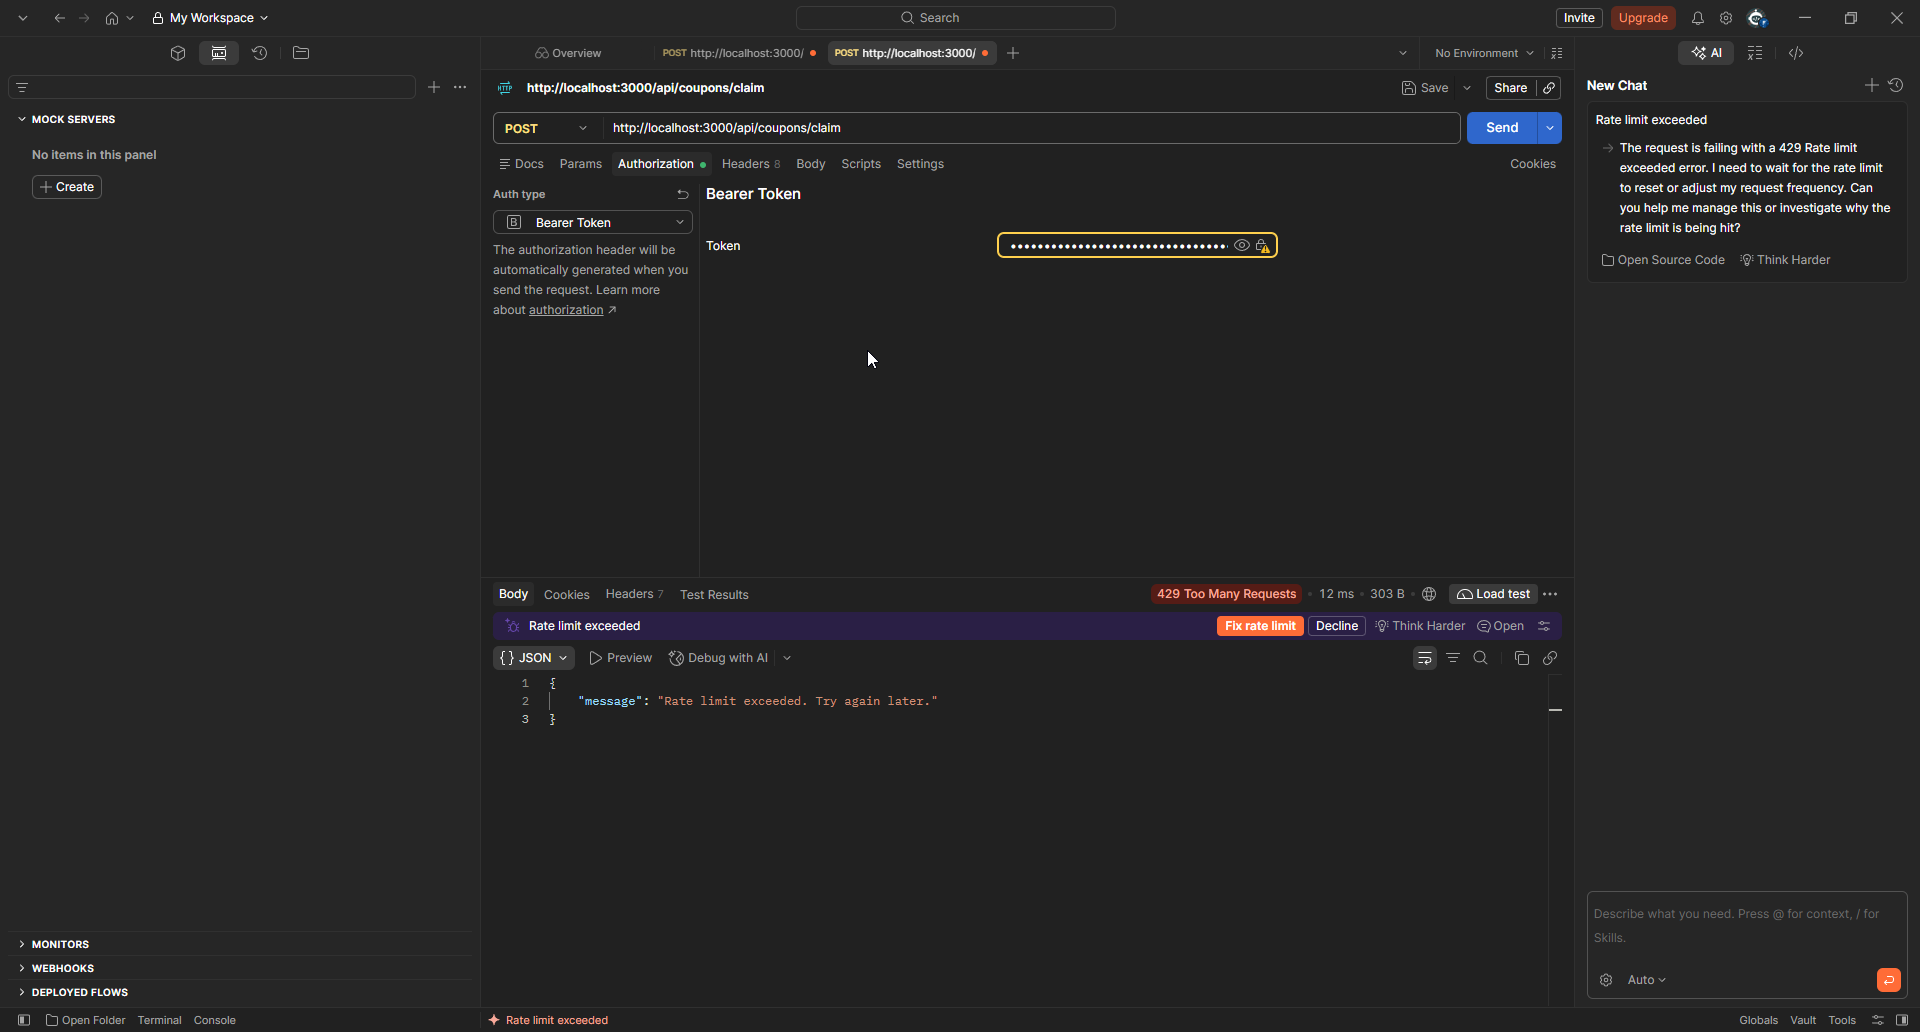 My Workspace
Search
Invite
Upgrade
Overview
POST http://localhost:3000/
POST http://localhost:3000/
No Environment
AI
http://localhost:3000/api/coupons/claim
Save
Share
New Chat
MOCK SERVERS
No items in this panel
Create
POST
http://localhost:3000/api/coupons/claim
Send
Docs
Params
Authorization
Headers 8
Body
Scripts
Settings
Cookies
Auth type
Bearer Token
The authorization header will be
automatically generated when you
send the request. Learn more
about authorization ↗
Bearer Token
Token
Rate limit exceeded
The request is failing with a 429 Rate limit
exceeded error. I need to wait for the rate limit
to reset or adjust my request frequency. Can
you help me manage this or investigate why the
rate limit is being hit?
Open Source Code
Think Harder
Body
Cookies
Headers 7
Test Results
429 Too Many Requests
12 ms
303 B
Load test
Rate limit exceeded
Fix rate limit
Decline
Think Harder
Open
{} JSON
Preview
Debug with AI
1 {
2 "message": "Rate limit exceeded. Try again later."
3 }
MONITORS
WEBHOOKS
DEPLOYED FLOWS
Describe what you need. Press @ for context, / for
Skills.
Auto
Open Folder
Terminal
Console
Rate limit exceeded
Globals
Vault
Tools